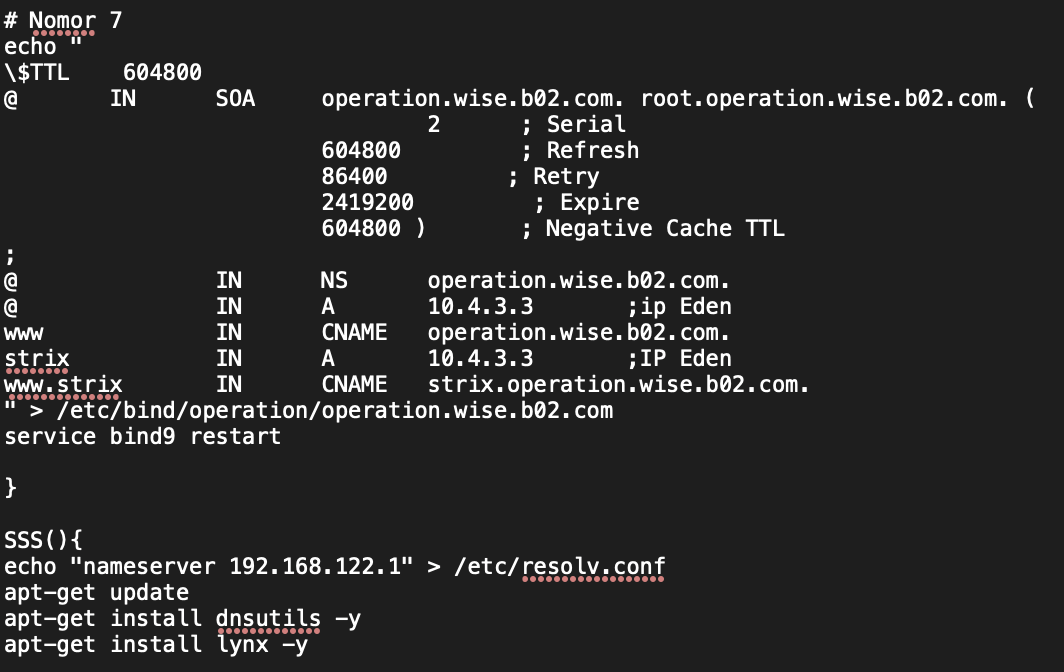 # Nomor 7
echo "
\$TTL    604800
@       IN      SOA     operation.wise.b02.com. root.operation.wise.b02.com. (
                                2      ; Serial
                        604800         ; Refresh
                        86400         ; Retry
                        2419200         ; Expire
                        604800 )       ; Negative Cache TTL
;
@               IN      NS      operation.wise.b02.com.
@               IN      A       10.4.3.3       ;ip Eden
www             IN      CNAME   operation.wise.b02.com.
strix           IN      A       10.4.3.3       ;IP Eden
www.strix       IN      CNAME   strix.operation.wise.b02.com.
" > /etc/bind/operation/operation.wise.b02.com
service bind9 restart

}

SSS(){
echo "nameserver 192.168.122.1" > /etc/resolv.conf
apt-get update
apt-get install dnsutils -y
apt-get install lynx -y